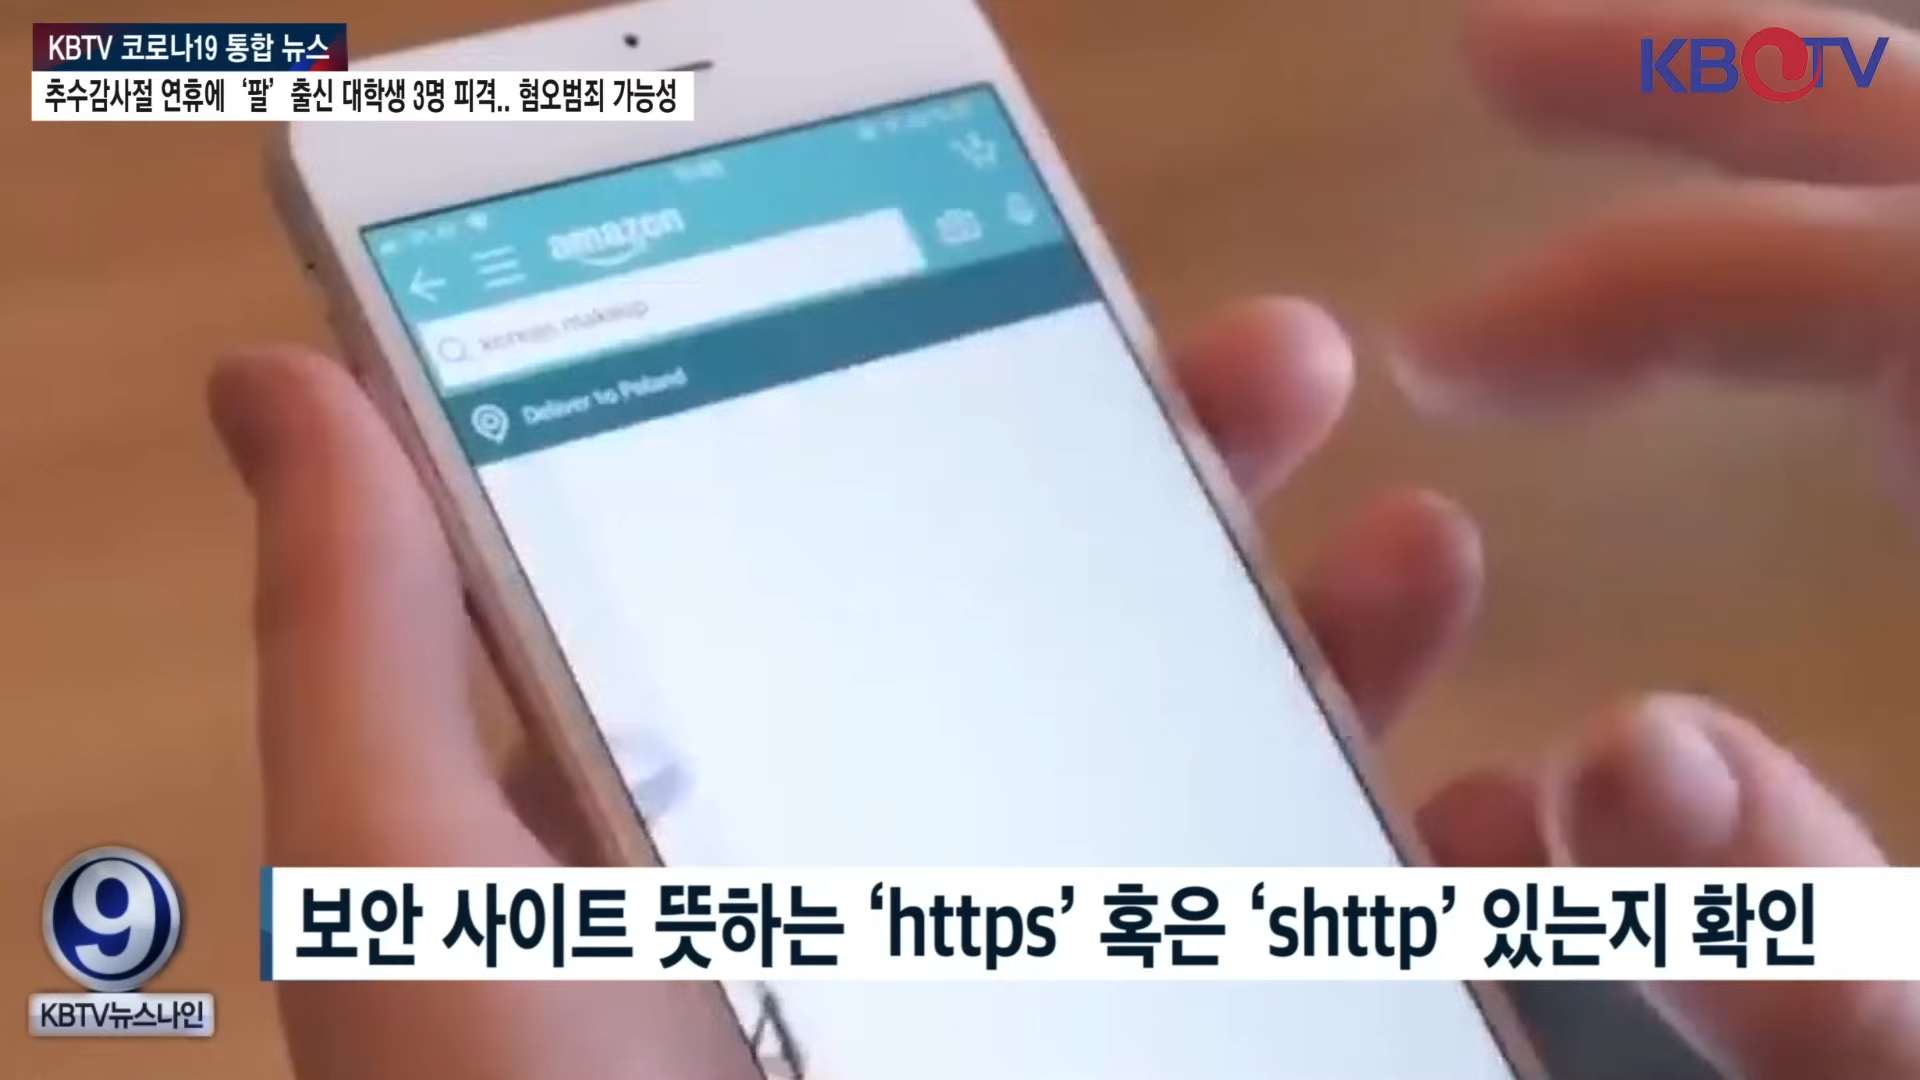 KBTV 코로나19 통합 뉴스
추수감사절 연휴에 ‘팔’ 출신 대학생 3명 피격.. 혐오범죄 가능성
KBTV
amazon
korean makeup
Deliver to Poland
보안 사이트 뜻하는 ‘https’ 혹은 ‘shttp’ 있는지 확인
9
KBTV뉴스나인